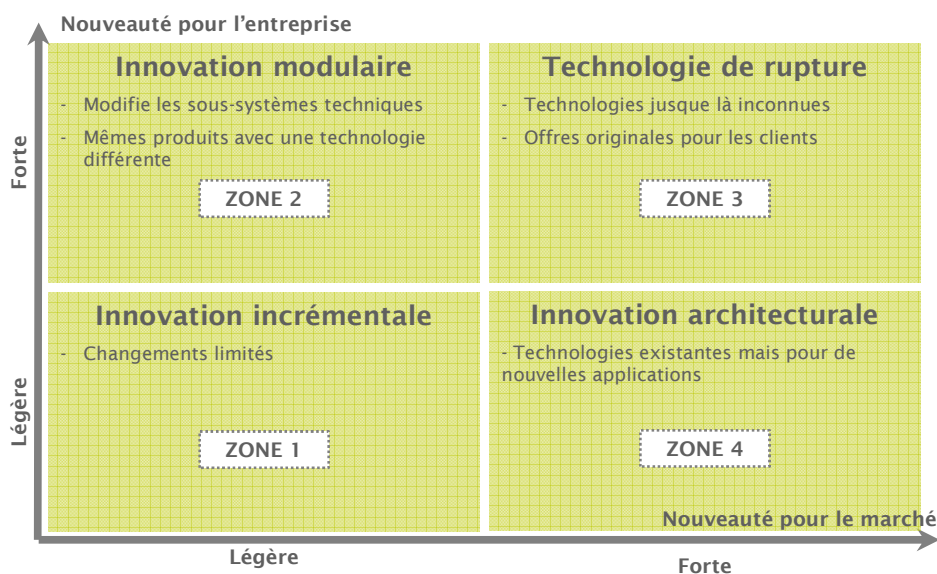 Nouveauté pour l'entreprise
Forte
Innovation modulaire
- Modifie les sous-systèmes techniques
- Mêmes produits avec une technologie
différente
ZONE 2
Technologie de rupture
- Technologies jusque là inconnues
- Offres originales pour les clients
ZONE 3
Légère
Innovation incrémentale
- Changements limités
ZONE 1
Innovation architecturale
- Technologies existantes mais pour de
nouvelles applications
ZONE 4
Nouveauté pour le marché
Légère
Forte